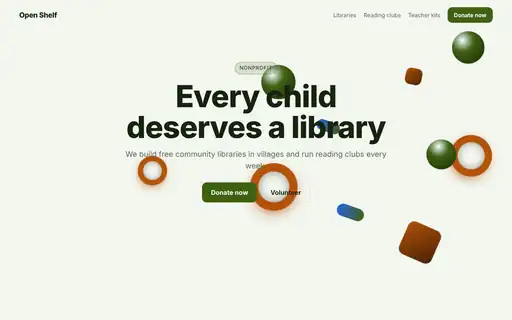 Open Shelf
Libraries
Reading clubs
Teacher kits
Donate now
NONPROFIT
Every child
deserves a library
We build free community libraries in villages and run reading clubs every
week
Donate now
Volunteer